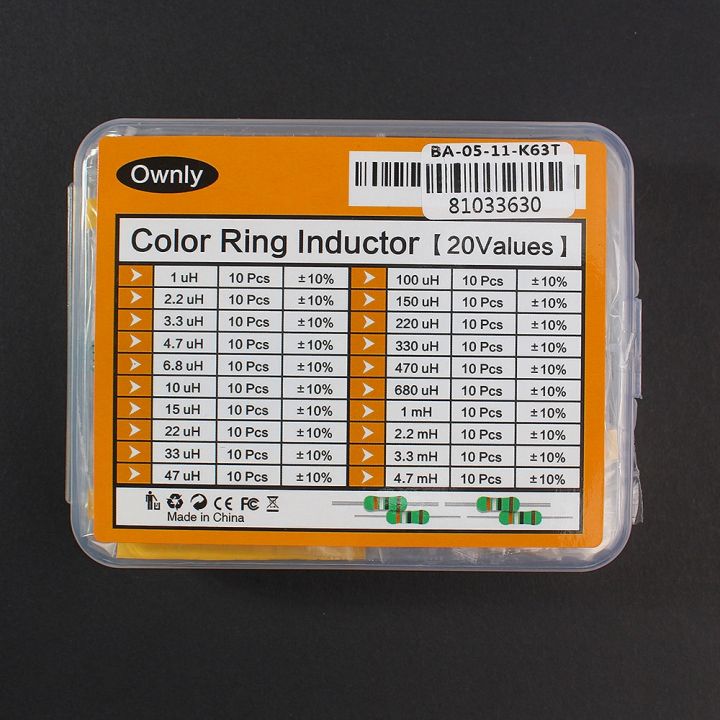 Ownly
BA-05-11-K63T
81033630
Color Ring Inductor【20Values】
1 uH 10 Pcs ±10% 100 uH 10 Pcs ±10%
2.2 uH 10 Pcs ±10% 150 uH 10 Pcs ±10%
3.3 uH 10 Pcs ±10% 220 uH 10 Pcs ±10%
4.7 uH 10 Pcs ±10% 330 uH 10 Pcs ±10%
6.8 uH 10 Pcs ±10% 470 uH 10 Pcs ±10%
10 uH 10 Pcs ±10% 680 uH 10 Pcs ±10%
15 uH 10 Pcs ±10% 1 mH 10 Pcs ±10%
22 uH 10 Pcs ±10% 2.2 mH 10 Pcs ±10%
33 uH 10 Pcs ±10% 3.3 mH 10 Pcs ±10%
47 uH 10 Pcs ±10% 4.7 mH 10 Pcs ±10%
CE FC
Made in China